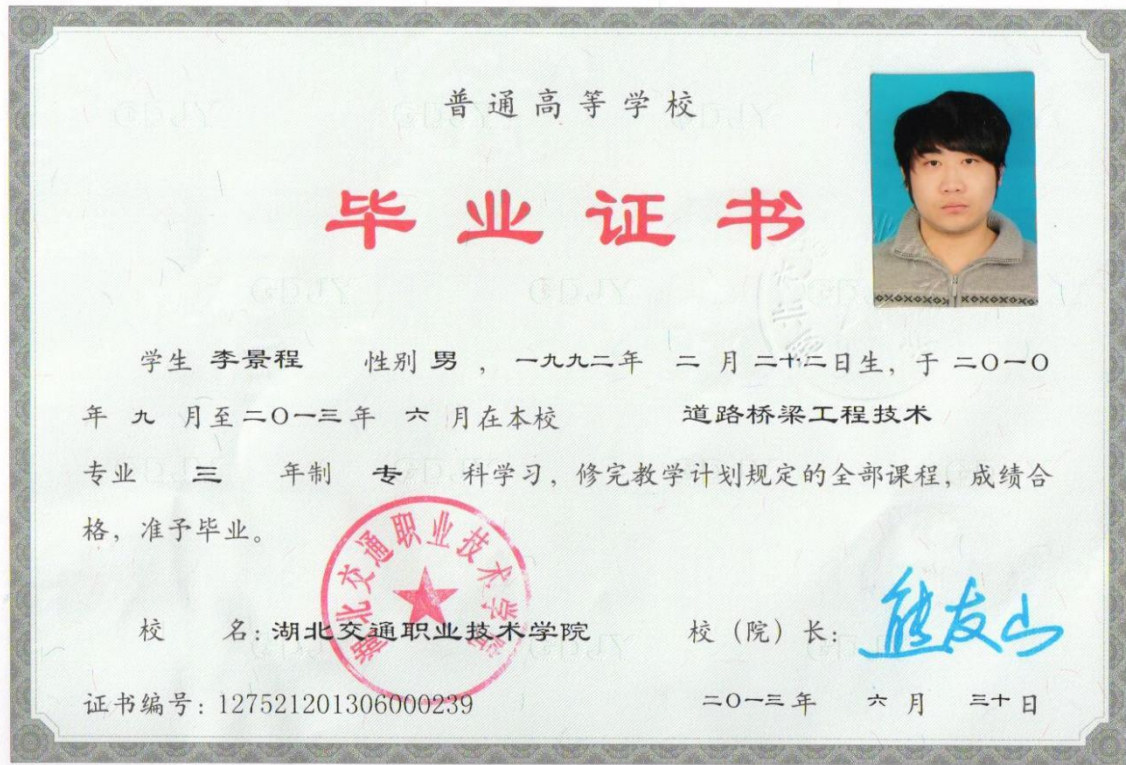 普通高等学校
毕业证书
学生 李景程 性别 男 ，一九九二年 二 月 二十二日生，于 二〇一〇
年 九 月至二〇一三年 六 月在本校 道路桥梁工程技术
专业 三 年制 专 科学习，修完教学计划规定的全部课程，成绩合
格，准予毕业。
湖北交通职业技术学院
校 名：湖北交通职业技术学院 校（院）长：熊友山
证书编号：127521201306000239 二〇一三年 六 月 三十日